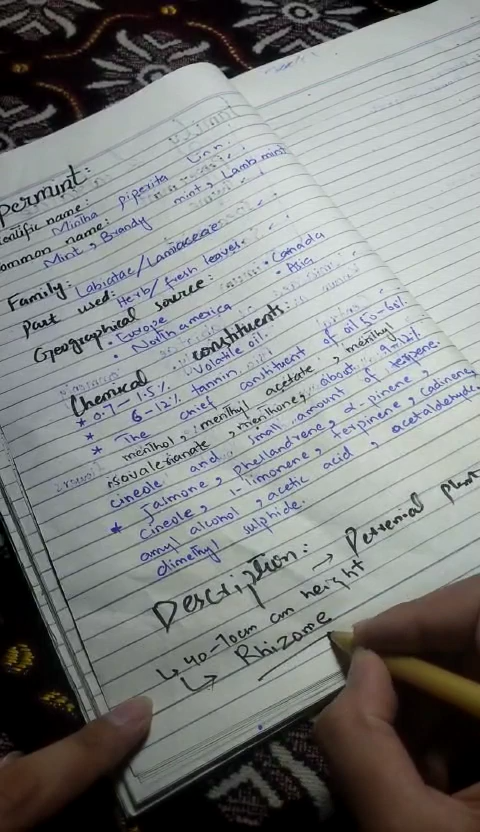 permint:
entific name:
Mintha piperita Linn.
ommon name:
Mint, Brandy mint, Lamb mint
Family: Labiatae/Lamiaceae
Part used: Herb/fresh leaves.
Geographical source:
• Europe • Canada
• North america • Asia
Chemical constituents:
* 0.7-1.5% Volatile oil.
* 6-12% tannin.
* The chief constituent of oil 50-60%
menthol, menthyl acetate, menthyl
isovalerianate, menthone, about 9-12%
cineole and small amount of terpene.
* Jasmone, phellandrene, α-pinene,
cineole, l-limonene, terpinene, cadinene,
amyl alcohol, acetic acid, acetaldehyde,
dimethyl sulphide.
Description: → Perennial plant
↳ 40-70cm cm height
↳ Rhizome